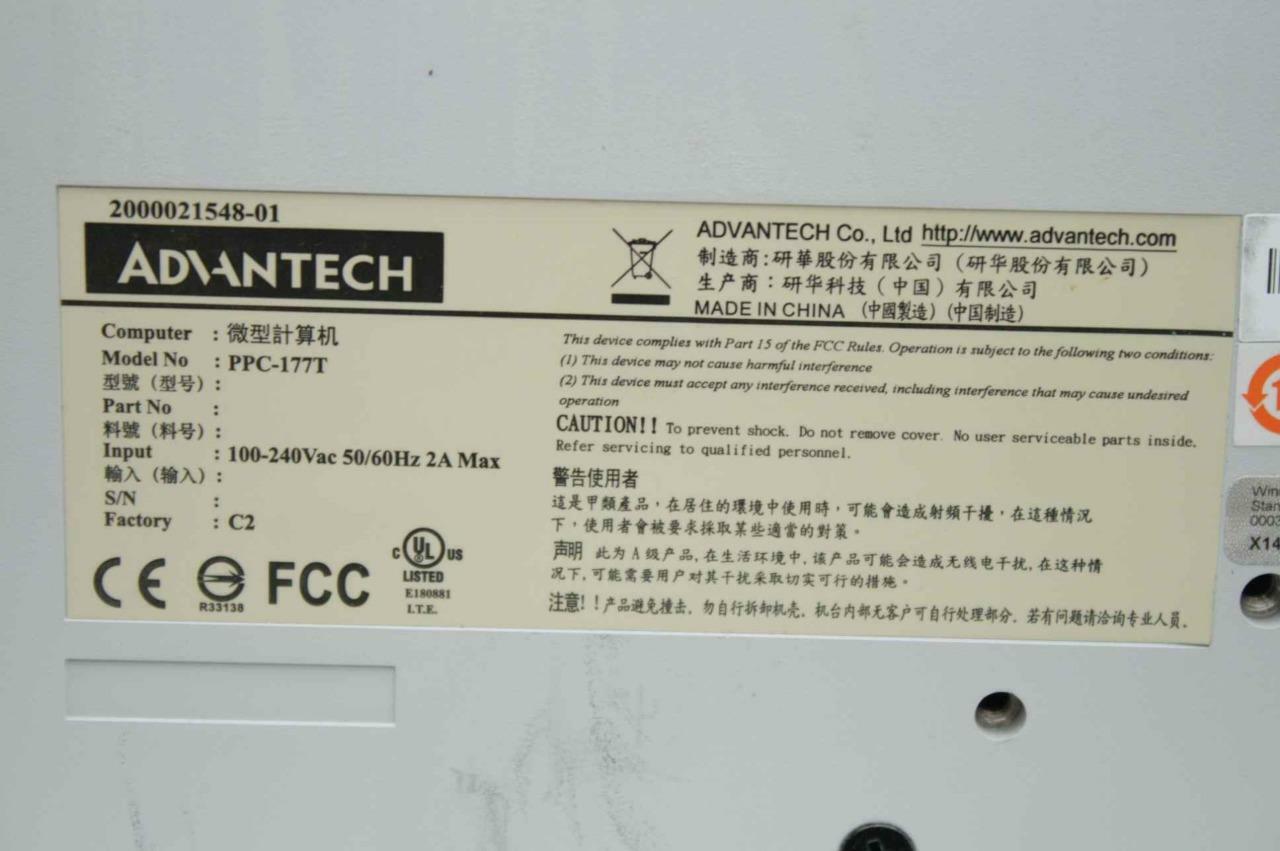 2000021548-01
ADVANTECH
ADVANTECH Co., Ltd http://www.advantech.com
制造商:研華股份有限公司 (研华股份有限公司)
生产商：研华科技（中国）有限公司
MADE IN CHINA (中國製造) (中国制造)
Computer : 微型計算机
Model No : PPC-177T
型號（型号）:
Part No :
料號（料号）:
Input : 100-240Vac 50/60Hz 2A Max
輸入（输入）:
S/N :
Factory : C2
CE
R33138
FCC
C UL US
LISTED
E180881
I.T.E.
This device complies with Part 15 of the FCC Rules. Operation is subject to the following two conditions:
(1) This device may not cause harmful interference
(2) This device must accept any interference received, including interference that may cause undesired
operation
CAUTION!! To prevent shock. Do not remove cover. No user serviceable parts inside.
Refer servicing to qualified personnel.
警告使用者
這是甲類產品，在居住的環境中使用時，可能會造成射頻干擾，在這種情況
下，使用者會被要求採取某些適當的對策。
声明 此为 A 级产品,在生活环境中,该产品可能会造成无线电干扰,在这种情
况下,可能需要用户对其干扰采取切实可行的措施。
注意!！产品避免撞击，勿自行拆卸机壳，机台内部无客户可自行处理部分，若有问题请洽询专业人员．
Win
Stan
0003
X14